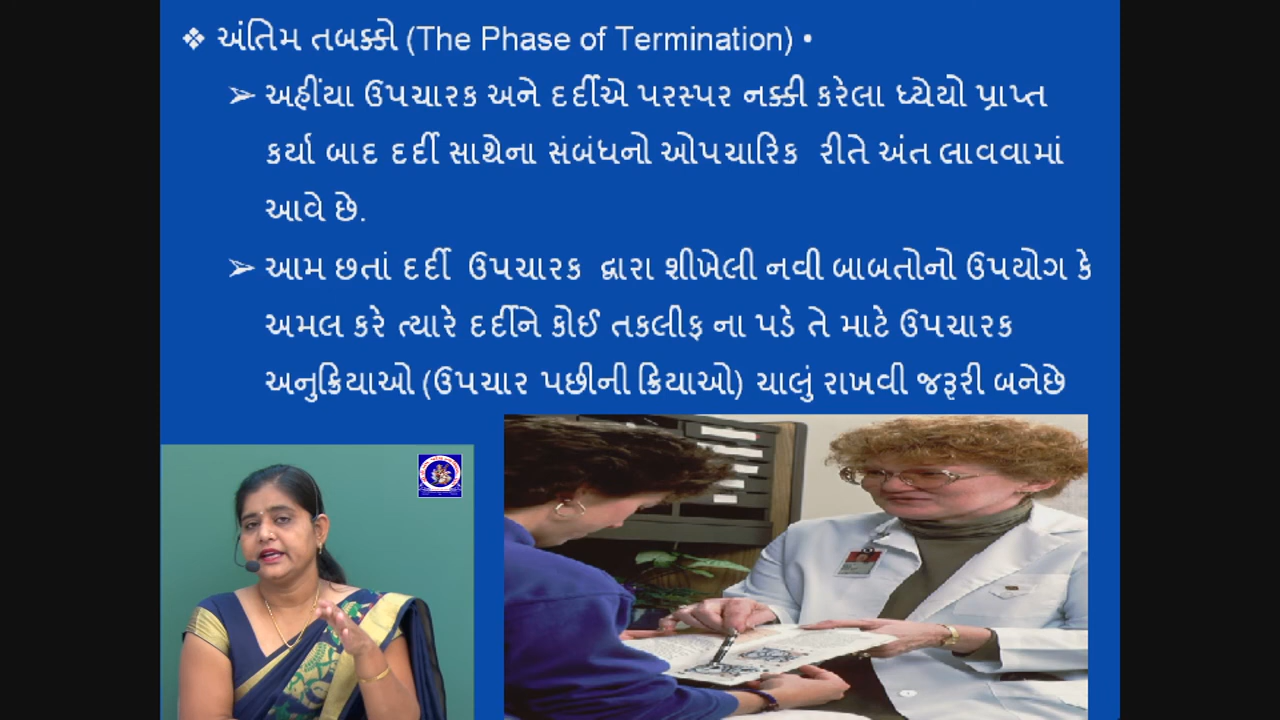 ❖ અંતિમ તબક્કો (The Phase of Termination) •
➢ અહીંયા ઉપચારક અને દર્દીએ પરસ્પર નક્કી કરેલા ધ્યેયો પ્રાપ્ત
કર્યા બાદ દર્દી સાથેના સંબંધનો ઓપચારિક રીતે અંત લાવવામાં
આવે છે.
➢ આમ છતાં દર્દી ઉપચારક દ્વારા શીખેલી નવી બાબતોનો ઉપયોગ કે
અમલ કરે ત્યારે દર્દીને કોઈ તકલીફ ના પડે તે માટે ઉપચારક
અનુક્રિયાઓ (ઉપચાર પછીની ક્રિયાઓ) ચાલું રાખવી જરૂરી બનેછે